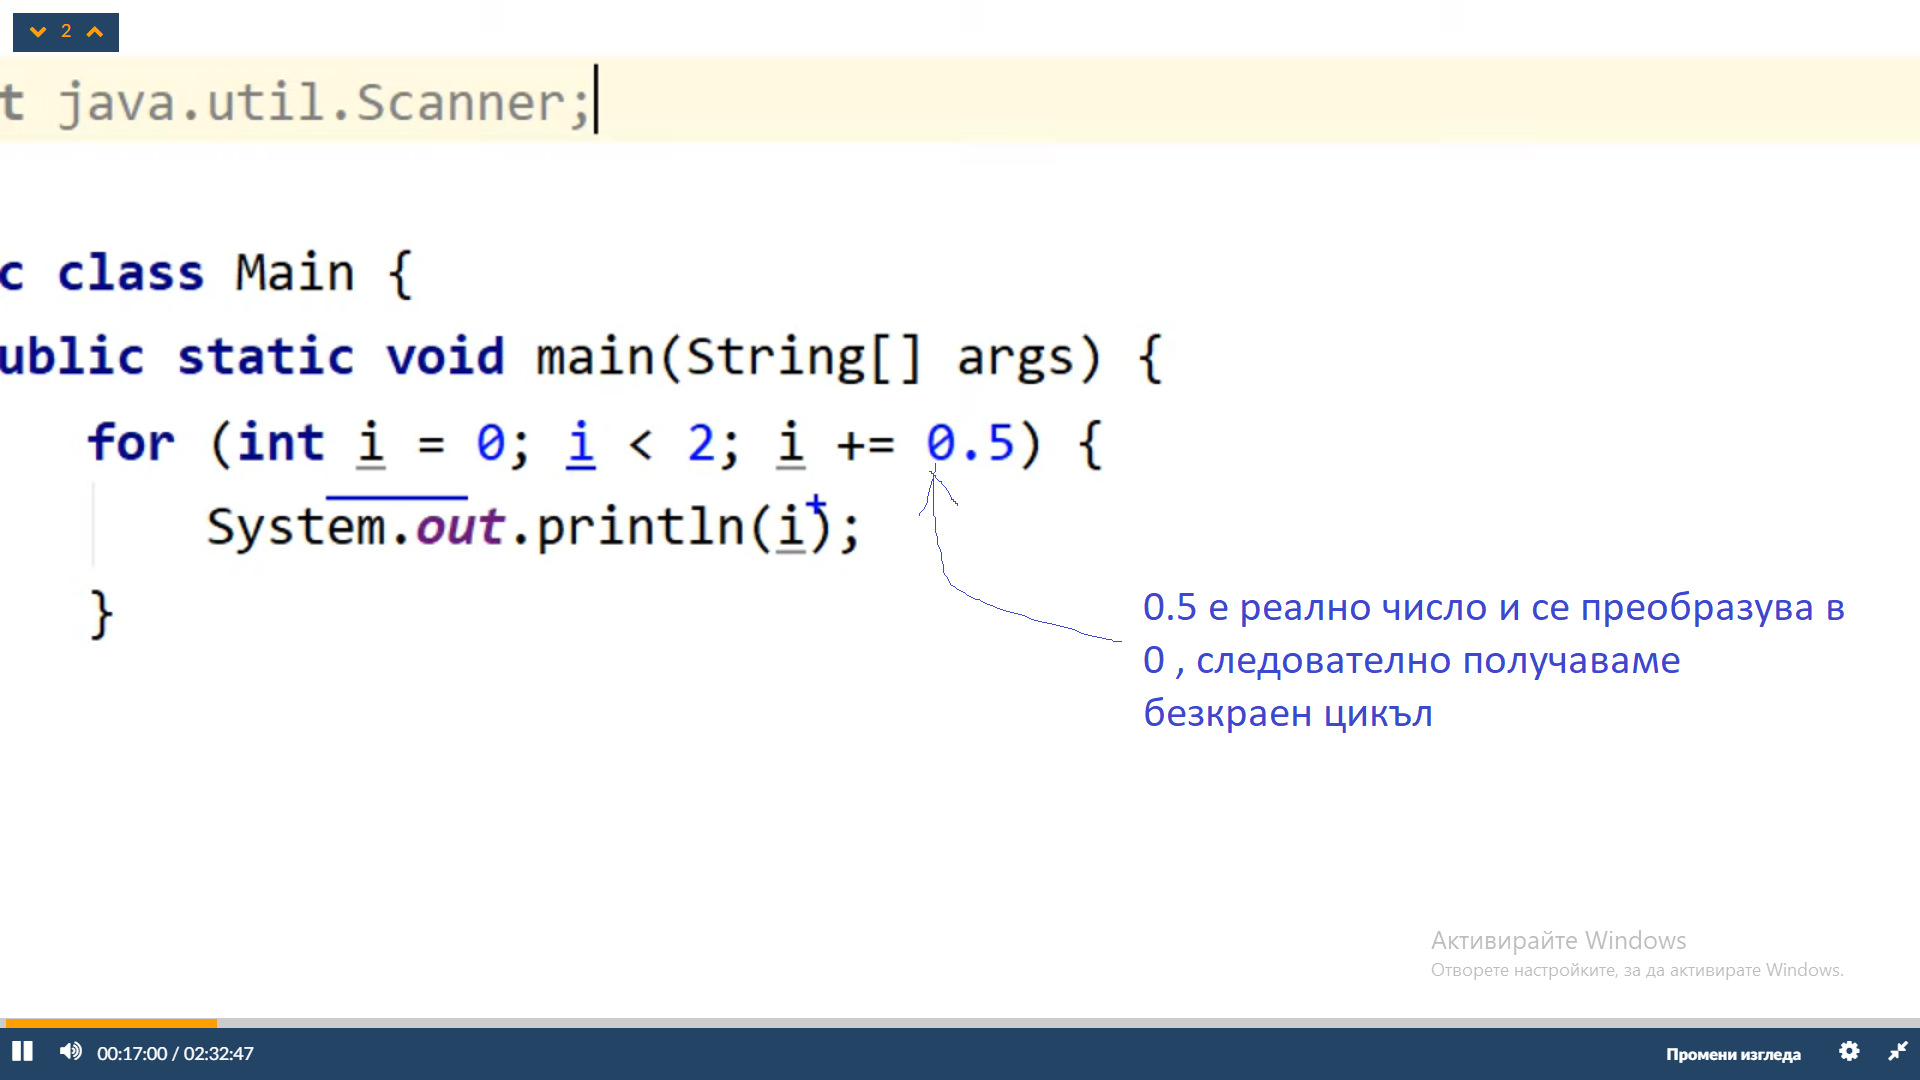 2
t java.util.Scanner;
c class Main {
ublic static void main(String[] args) {
for (int i = 0; i < 2; i += 0.5) {
System.out.println(i);
}
0.5 е реално число и се преобразува в
0 , следователно получаваме
безкраен цикъл
Активирайте Windows
Отворете настройките, за да активирате Windows.
00:17:00 / 02:32:47
Промени изгледа